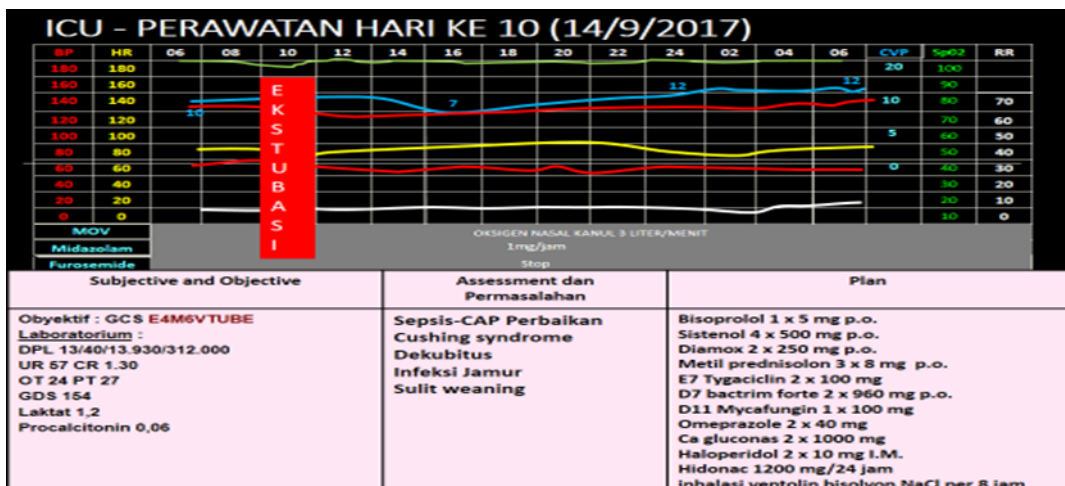 ICU - PERAWATAN HARI KE 10 (14/9/2017)
BP HR 06 08 10 12 14 16 18 20 22 24 02 04 06 CVP Sp02 RR
180 180 20 100
160 160 12 12 90
140 140 10 7 10 80 70
120 120 70 60
100 100 5 60 50
80 80 50 40
60 60 0 40 30
40 40 30 20
20 20 20 10
0 0 10 0
EKSTUBASI
MOV OKSIGEN NASAL KANUL 3 LITER/MENIT
Midazolam 1mg/jam
Furosemide Stop
Subjective and Objective
Obyektif : GCS E4M6VTUBE
Laboratorium :
DPL 13/40/13.930/312.000
UR 57 CR 1.30
OT 24 PT 27
GDS 154
Laktat 1,2
Procalcitonin 0,06
Assessment dan
Permasalahan
Sepsis-CAP Perbaikan
Cushing syndrome
Dekubitus
Infeksi Jamur
Sulit weaning
Plan
Bisoprolol 1 x 5 mg p.o.
Sistenol 4 x 500 mg p.o.
Diamox 2 x 250 mg p.o.
Metil prednisolon 3 x 8 mg p.o.
E7 Tygaciclin 2 x 100 mg
D7 bactrim forte 2 x 960 mg p.o.
D11 Mycafungin 1 x 100 mg
Omeprazole 2 x 40 mg
Ca gluconas 2 x 1000 mg
Haloperidol 2 x 10 mg I.M.
Hidonac 1200 mg/24 jam
inhalasi ventolin bisolvon NaCl per 8 jam